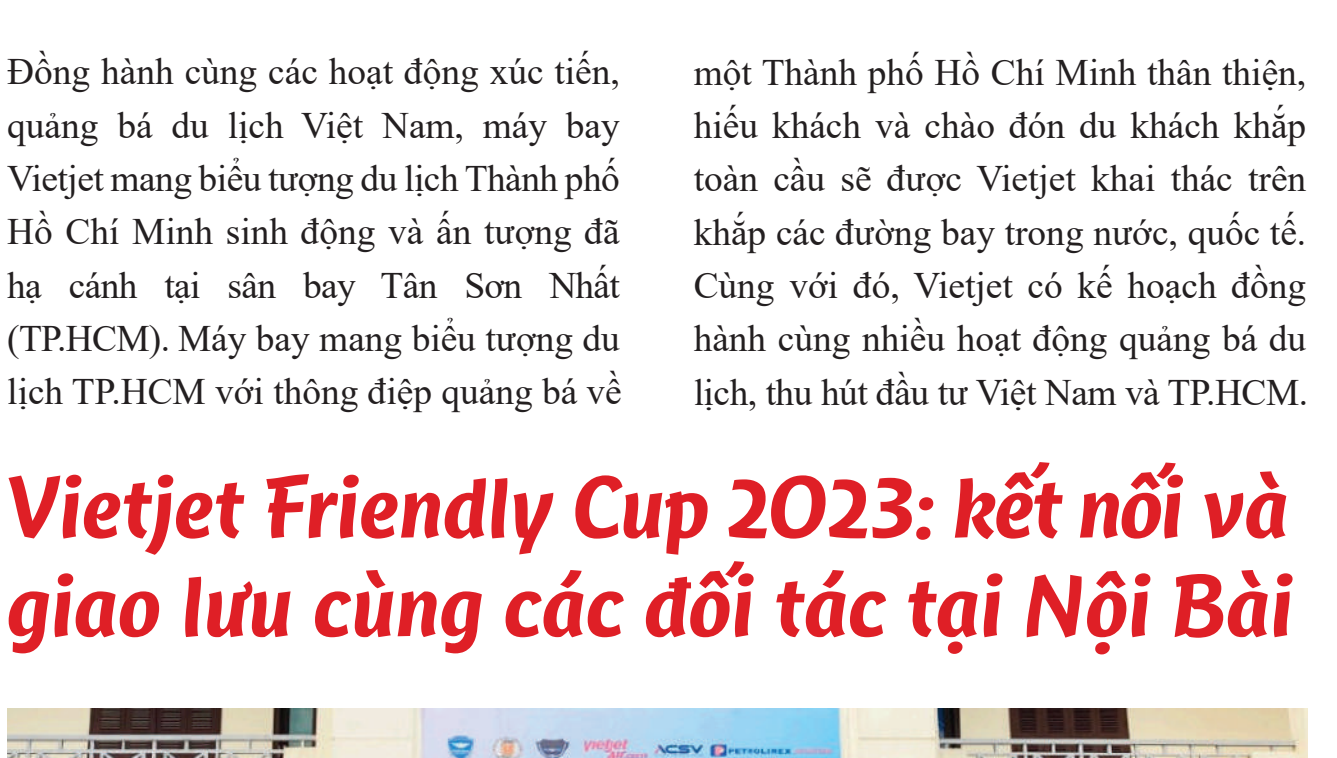 Đồng hành cùng các hoạt động xúc tiến,
quảng bá du lịch Việt Nam, máy bay
Vietjet mang biểu tượng du lịch Thành phố
Hồ Chí Minh sinh động và ấn tượng đã
hạ cánh tại sân bay Tân Sơn Nhất
(TP.HCM). Máy bay mang biểu tượng du
lịch TP.HCM với thông điệp quảng bá về
một Thành phố Hồ Chí Minh thân thiện,
hiếu khách và chào đón du khách khắp
toàn cầu sẽ được Vietjet khai thác trên
khắp các đường bay trong nước, quốc tế.
Cùng với đó, Vietjet có kế hoạch đồng
hành cùng nhiều hoạt động quảng bá du
lịch, thu hút đầu tư Việt Nam và TP.HCM.
Vietjet Friendly Cup 2023: kết nối và
giao lưu cùng các đối tác tại Nội Bài
vietjet ACSV PETROLIMEX